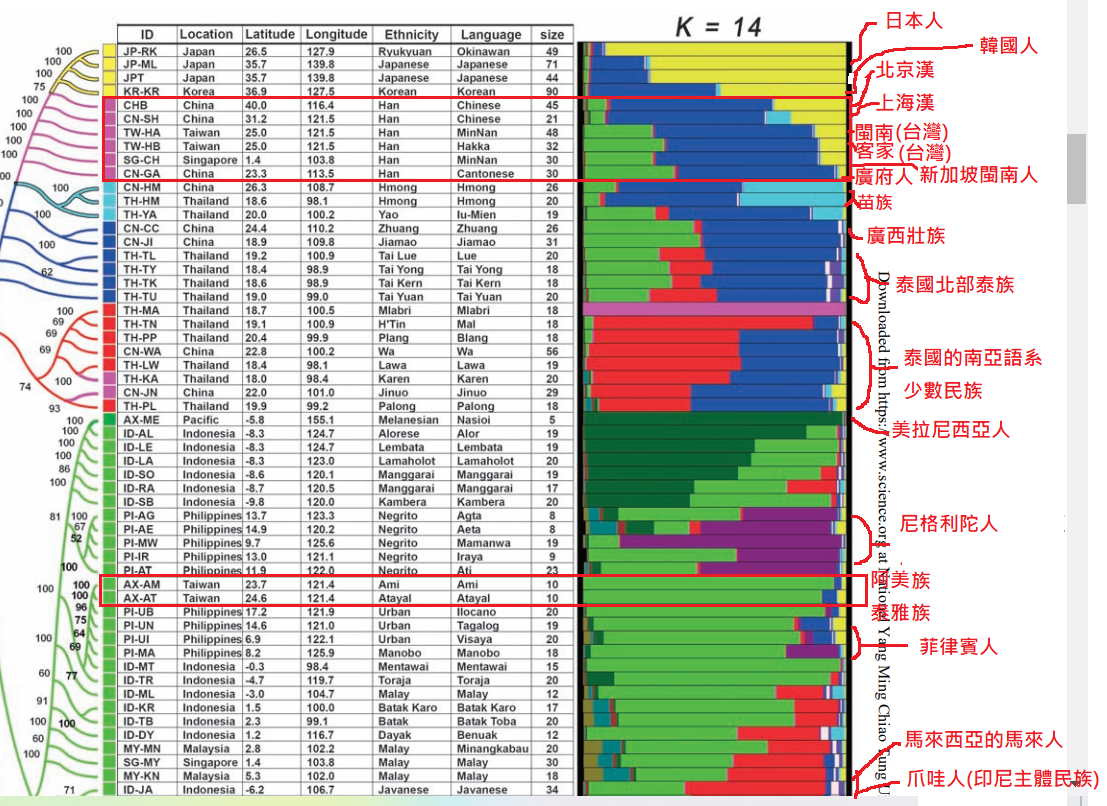 K = 14
ID Location Latitude Longitude Ethnicity Language size
JP-RK Japan 26.5 127.9 Ryukyuan Okinawan 49
JP-ML Japan 35.7 139.8 Japanese Japanese 71
JPT Japan 35.7 139.8 Japanese Japanese 44
KR-KR Korea 36.9 127.5 Korean Korean 90
CHB China 40.0 116.4 Han Chinese 45
CN-SH China 31.2 121.5 Han Chinese 21
TW-HA Taiwan 25.0 121.5 Han MinNan 48
TW-HB Taiwan 25.0 121.5 Han Hakka 32
SG-CH Singapore 1.4 103.8 Han MinNan 30
CN-GA China 23.3 113.5 Han Cantonese 30
CN-HM China 26.3 108.7 Hmong Hmong 26
TH-HM Thailand 18.6 98.1 Hmong Hmong 20
TH-YA Thailand 20.0 100.2 Yao Iu-Mien 19
CN-CC China 24.4 110.2 Zhuang Zhuang 26
CN-JI China 18.9 109.8 Jiamao Jiamao 31
TH-TL Thailand 19.2 100.9 Tai Lue Lue 20
TH-TY Thailand 18.4 98.9 Tai Yong Tai Yong 18
TH-TK Thailand 18.6 98.9 Tai Kern Tai Kern 18
TH-TU Thailand 19.0 99.0 Tai Yuan Tai Yuan 20
TH-MA Thailand 18.7 100.5 Mlabri Mlabri 18
TH-TN Thailand 19.1 100.9 H'Tin Mal 18
TH-PP Thailand 20.4 99.9 Plang Blang 18
CN-WA China 22.8 100.2 Wa Wa 56
TH-LW Thailand 18.4 98.1 Lawa Lawa 19
TH-KA Thailand 18.0 98.4 Karen Karen 20
CN-JN China 22.0 101.0 Jinuo Jinuo 29
TH-PL Thailand 19.9 99.2 Palong Palong 18
AX-ME Pacific -5.8 155.1 Melanesian Nasioi 5
ID-AL Indonesia -8.3 124.7 Alorese Alor 19
ID-LE Indonesia -8.3 124.7 Lembata Lembata 19
ID-LA Indonesia -8.3 123.0 Lamaholot Lamaholot 20
ID-SO Indonesia -8.6 120.1 Manggarai Manggarai 19
ID-RA Indonesia -8.7 120.5 Manggarai Manggarai 17
ID-SB Indonesia -9.8 120.0 Kambera Kambera 20
PI-AG Philippines 13.7 123.3 Negrito Agta 8
PI-AE Philippines 14.9 120.2 Negrito Aeta 8
PI-MW Philippines 9.7 125.6 Negrito Mamanwa 19
PI-IR Philippines 13.0 121.1 Negrito Iraya 9
PI-AT Philippines 11.9 122.0 Negrito Ati 23
AX-AM Taiwan 23.7 121.4 Ami Ami 10
AX-AT Taiwan 24.6 121.4 Atayal Atayal 10
PI-UB Philippines 17.2 121.9 Urban Ilocano 20
PI-UN Philippines 14.6 121.0 Urban Tagalog 19
PI-UI Philippines 6.9 122.1 Urban Visaya 20
PI-MA Philippines 8.2 125.9 Manobo Manobo 18
ID-MT Indonesia -0.3 98.4 Mentawai Mentawai 15
ID-TR Indonesia -4.7 119.7 Toraja Toraja 20
ID-ML Indonesia -3.0 104.7 Malay Malay 12
ID-KR Indonesia 1.5 100.0 Batak Karo Batak Karo 17
ID-TB Indonesia 2.3 99.1 Batak Batak Toba 20
ID-DY Indonesia 1.2 116.7 Dayak Benuak 12
MY-MN Malaysia 2.8 102.2 Malay Minangkabau 20
SG-MY Singapore 1.4 103.8 Malay Malay 30
MY-KN Malaysia 5.3 102.0 Malay Malay 18
ID-JA Indonesia -6.2 106.7 Javanese Javanese 34
日本人
韓國人
北京漢
上海漢
閩南(台灣)
客家(台灣)
廣府人 新加坡閩南人
苗族
廣西壯族
泰國北部泰族
泰國的南亞語系
少數民族
美拉尼西亞人
尼格利陀人
阿美族
泰雅族
菲律賓人
馬來西亞的馬來人
爪哇人(印尼主體民族)
Downloaded from https://www.science.org at National Yang Ming Chiao Tung U
100
100
100
75
100
100
100
100
100
100
100
100
62
100
69
69
69
100
74
93
100
100
100
86
100
81
100
67
52
100
100
100
100
96
75
64
69
100
77
60
91
100
100
60
100
71